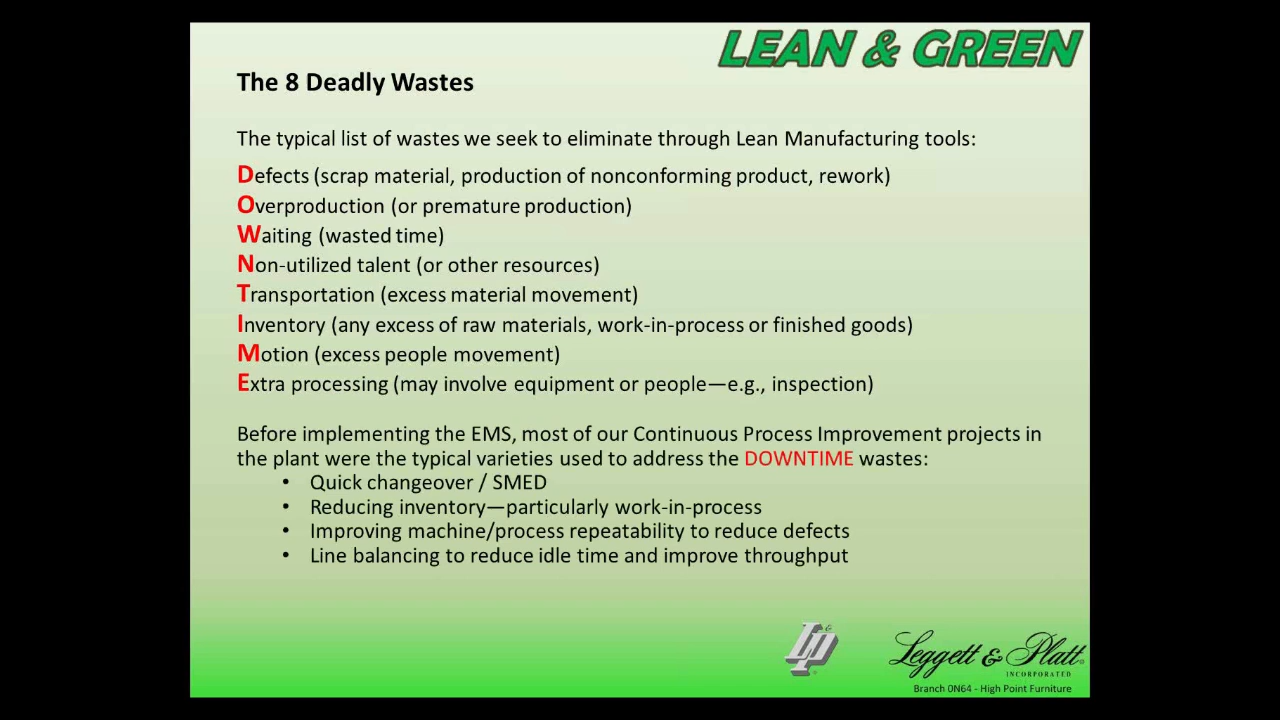 LEAN & GREEN
The 8 Deadly Wastes
The typical list of wastes we seek to eliminate through Lean Manufacturing tools:
Defects (scrap material, production of nonconforming product, rework)
Overproduction (or premature production)
Waiting (wasted time)
Non-utilized talent (or other resources)
Transportation (excess material movement)
Inventory (any excess of raw materials, work-in-process or finished goods)
Motion (excess people movement)
Extra processing (may involve equipment or people—e.g., inspection)
Before implementing the EMS, most of our Continuous Process Improvement projects in
the plant were the typical varieties used to address the DOWNTIME wastes:
• Quick changeover / SMED
• Reducing inventory—particularly work-in-process
• Improving machine/process repeatability to reduce defects
• Line balancing to reduce idle time and improve throughput
L&P
Leggett & Platt
INCORPORATED
Branch 0N64 - High Point Furniture